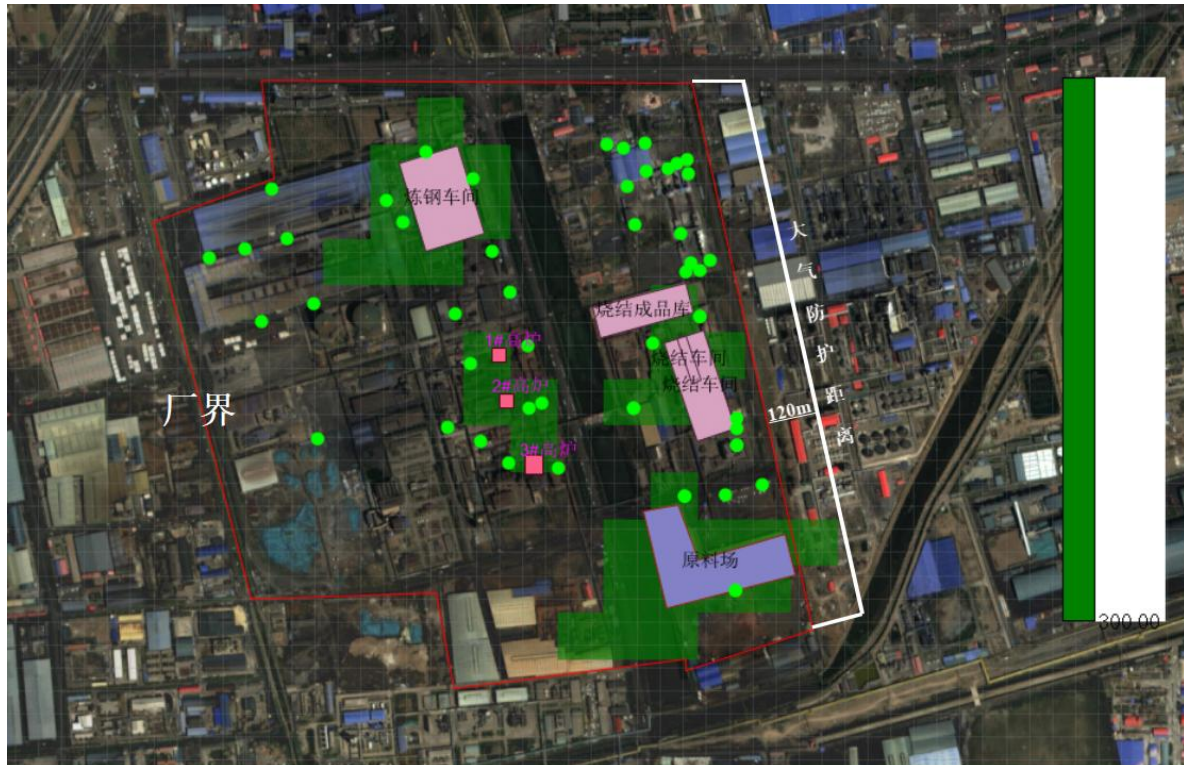 炼钢车间
大气防护距离
烧结成品库
1#高炉
烧结车间
烧结车间
2#高炉
厂界
120m
3#高炉
原料场
300.00